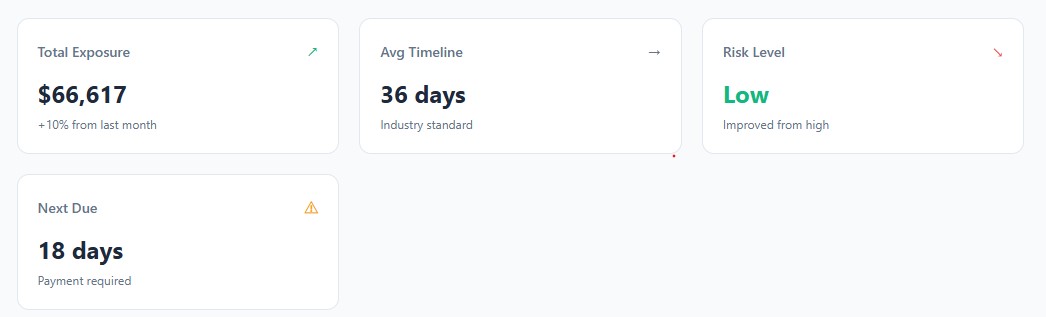 Total Exposure ↗
$66,617
+10% from last month
Avg Timeline →
36 days
Industry standard
Risk Level ↘
Low
Improved from high
Next Due ⚠
18 days
Payment required